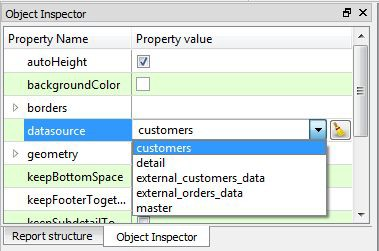 Object Inspector
Property Name Property value
autoHeight
backgroundColor
borders
datasource customers
customers
geometry
detail
external_customers_data
keepBottomSpace
external_orders_data
keepFooterToget...
master
keepSubdetailTo
Report structure Object Inspector